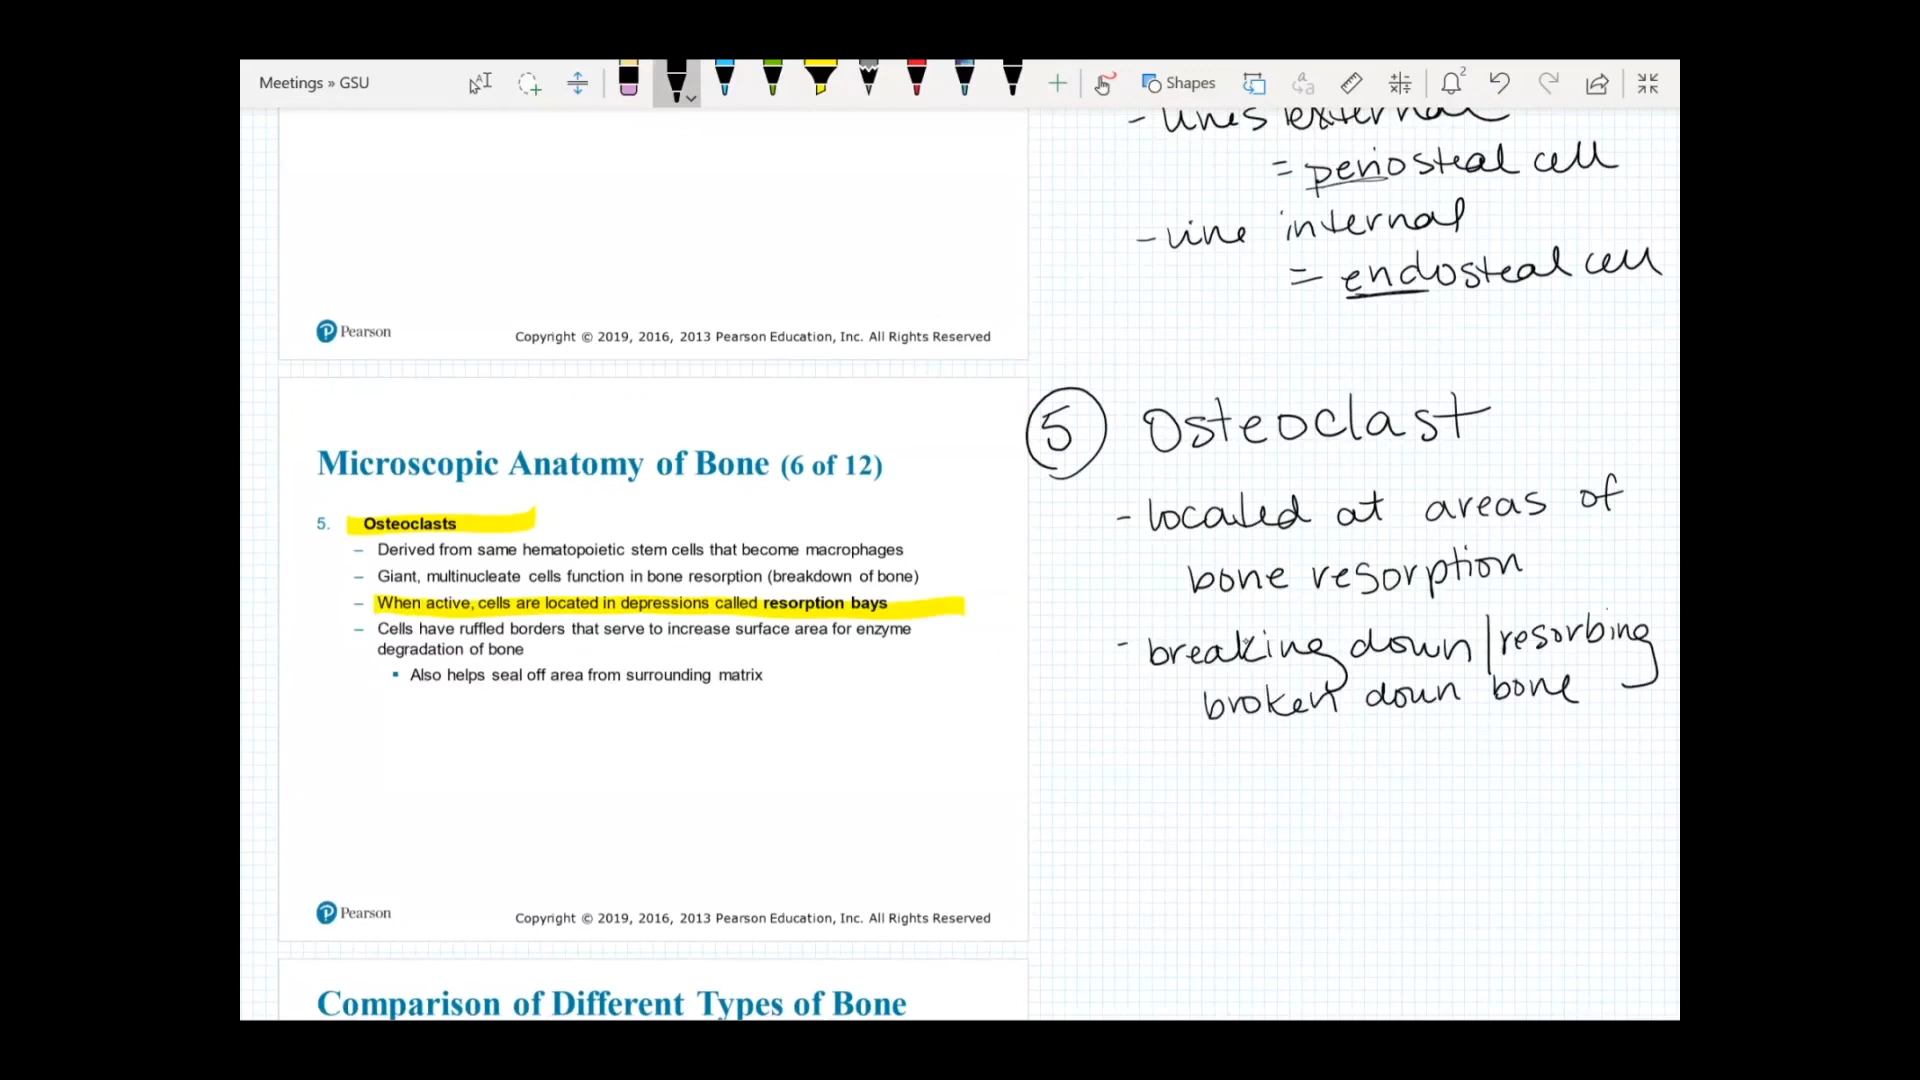 Meetings » GSU
Shapes
2
- lines external
= periosteal cell
- line internal
= endosteal cell
Pearson
Copyright © 2019, 2016, 2013 Pearson Education, Inc. All Rights Reserved
Microscopic Anatomy of Bone (6 of 12)
5. Osteoclasts
– Derived from same hematopoietic stem cells that become macrophages
– Giant, multinucleate cells function in bone resorption (breakdown of bone)
– When active, cells are located in depressions called resorption bays
– Cells have ruffled borders that serve to increase surface area for enzyme
degradation of bone
▪ Also helps seal off area from surrounding matrix
Pearson
Copyright © 2019, 2016, 2013 Pearson Education, Inc. All Rights Reserved
5 Osteoclast
- located at areas of
bone resorption
- breaking down/resorbing
broken down bone
Comparison of Different Types of Bone